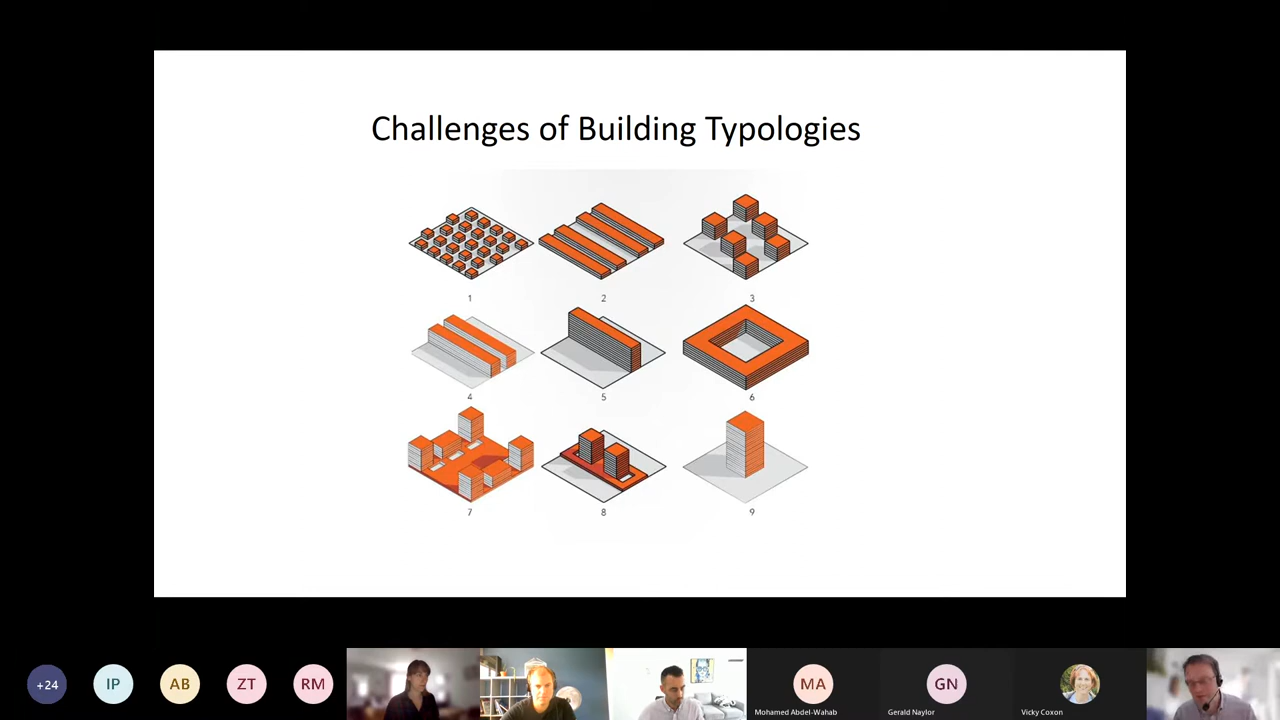 Challenges of Building Typologies
1
2
3
4
5
6
7
8
9
+24
IP
AB
ZT
RM
MA
GN
Mohamed Abdel-Wahab
Gerald Naylor
Vicky Coxon